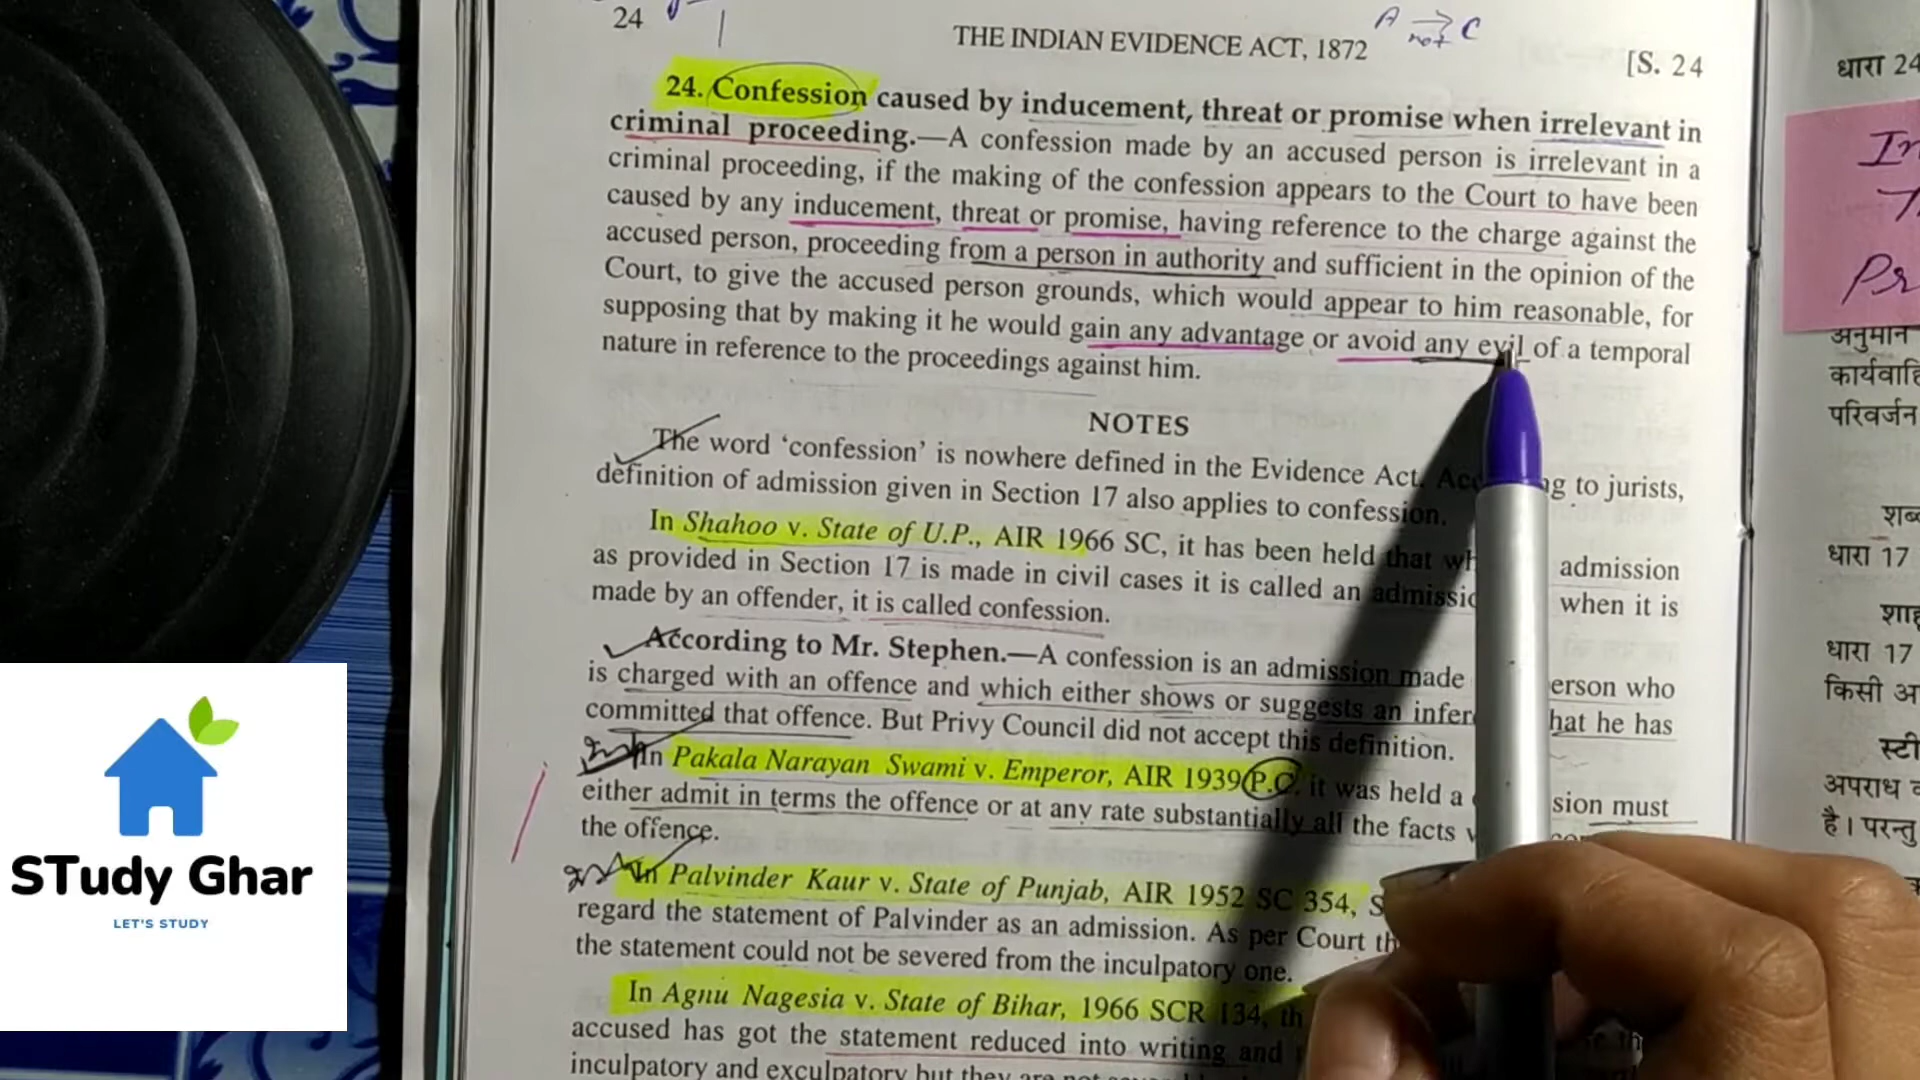 24
THE INDIAN EVIDENCE ACT, 1872
A → C
not
[S. 24
24. Confession caused by inducement, threat or promise when irrelevant in
criminal proceeding.—A confession made by an accused person is irrelevant in a
criminal proceeding, if the making of the confession appears to the Court to have been
caused by any inducement, threat or promise, having reference to the charge against the
accused person, proceeding from a person in authority and sufficient in the opinion of the
Court, to give the accused person grounds, which would appear to him reasonable, for
supposing that by making it he would gain any advantage or avoid any evil of a temporal
nature in reference to the proceedings against him.
NOTES
The word ‘confession’ is nowhere defined in the Evidence Act. to jurists,
definition of admission given in Section 17 also applies to confession.
In Shahoo v. State of U.P., AIR 1966 SC, it has been held that admission
as provided in Section 17 is made in civil cases it is called an when it is
made by an offender, it is called confession.
According to Mr. Stephen.—A confession is an admission made who
is charged with an offence and which either shows or suggests an that he has
committed that offence. But Privy Council did not accept this definition.
In Pakala Narayan Swami v. Emperor, AIR 1939 P.C. it was held a must
either admit in terms the offence or at any rate substantially all the facts
the offence.
In Palvinder Kaur v. State of Punjab, AIR 1952 SC 354,
regard the statement of Palvinder as an admission. As per Court
the statement could not be severed from the inculpatory one.
In Agnu Nagesia v. State of Bihar, 1966 SCR 134,
accused has got the statement reduced into writing and
inculpatory and exculpatory but they are not
धारा 24
अनुमान
परिवर्जन
धारा 17
धारा 17
किसी
अपराध
है। परन्तु
STudy Ghar
LET'S STUDY